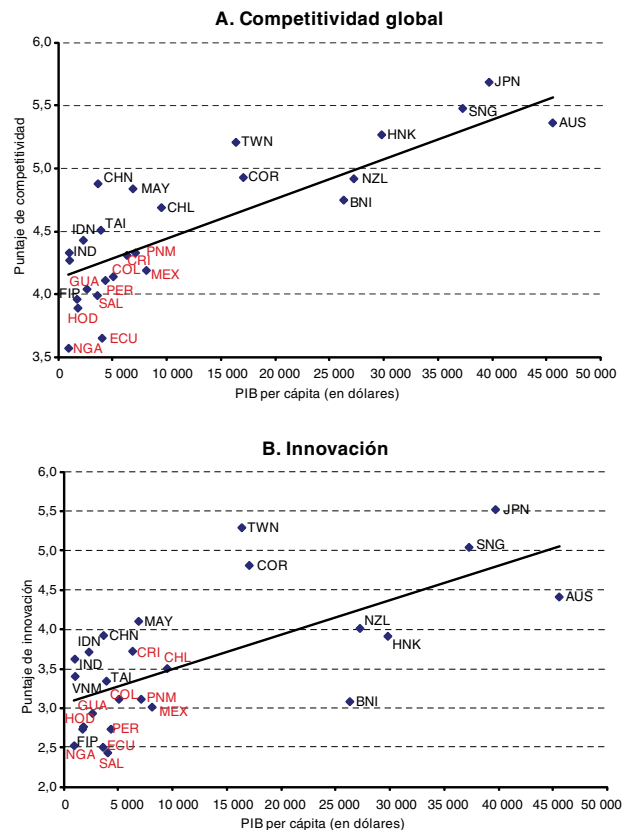 A. Competitividad global
Puntaje de competitividad
6,0
5,5
5,0
4,5
4,0
3,5
JPN
SNG
AUS
HNK
TWN
COR
NZL
BNI
CHN
MAY
CHL
IDN
TAI
IND
PNM
CRI
COL
MEX
GUA
PER
FIP
SAL
HOD
ECU
NGA
0 5 000 10 000 15 000 20 000 25 000 30 000 35 000 40 000 45 000 50 000
PIB per cápita (en dólares)
B. Innovación
Puntaje de innovación
6,0
5,5
5,0
4,5
4,0
3,5
3,0
2,5
2,0
JPN
TWN
SNG
COR
AUS
MAY
NZL
CHN
HNK
IDN
CRI
CHL
IND
TAI
VNM
COL
PNM
BNI
GUA
MEX
HOD
PER
FIP
ECU
NGA
SAL
0 5 000 10 000 15 000 20 000 25 000 30 000 35 000 40 000 45 000 50 000
PIB per cápita (en dólares)